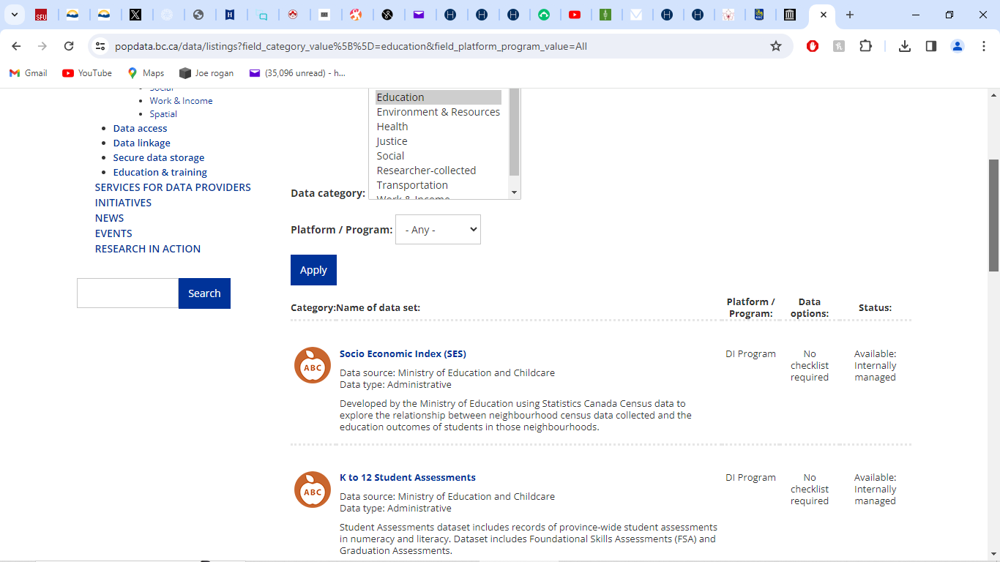 SFU
X
H
H
H
H
H
H
RBC
popdata.bc.ca/data/listings?field_category_value%5B%5D=education&field_platform_program_value=All
Gmail
YouTube
Maps
Joe rogan
(35,096 unread) - h...
Social
Work & Income
Spatial
Data access
Data linkage
Secure data storage
Education & training
SERVICES FOR DATA PROVIDERS
INITIATIVES
NEWS
EVENTS
RESEARCH IN ACTION
Search
Education
Environment & Resources
Health
Justice
Social
Researcher-collected
Transportation
Work & Income
Data category:
Platform / Program: - Any -
Apply
Category:Name of data set:
Platform /
Program:
Data
options:
Status:
ABC
Socio Economic Index (SES)
Data source: Ministry of Education and Childcare
Data type: Administrative
Developed by the Ministry of Education using Statistics Canada Census data to
explore the relationship between neighbourhood census data collected and the
education outcomes of students in those neighbourhoods.
DI Program
No
checklist
required
Available:
Internally
managed
ABC
K to 12 Student Assessments
Data source: Ministry of Education and Childcare
Data type: Administrative
Student Assessments dataset includes records of province-wide student assessments
in numeracy and literacy. Dataset includes Foundational Skills Assessments (FSA) and
Graduation Assessments.
DI Program
No
checklist
required
Available:
Internally
managed